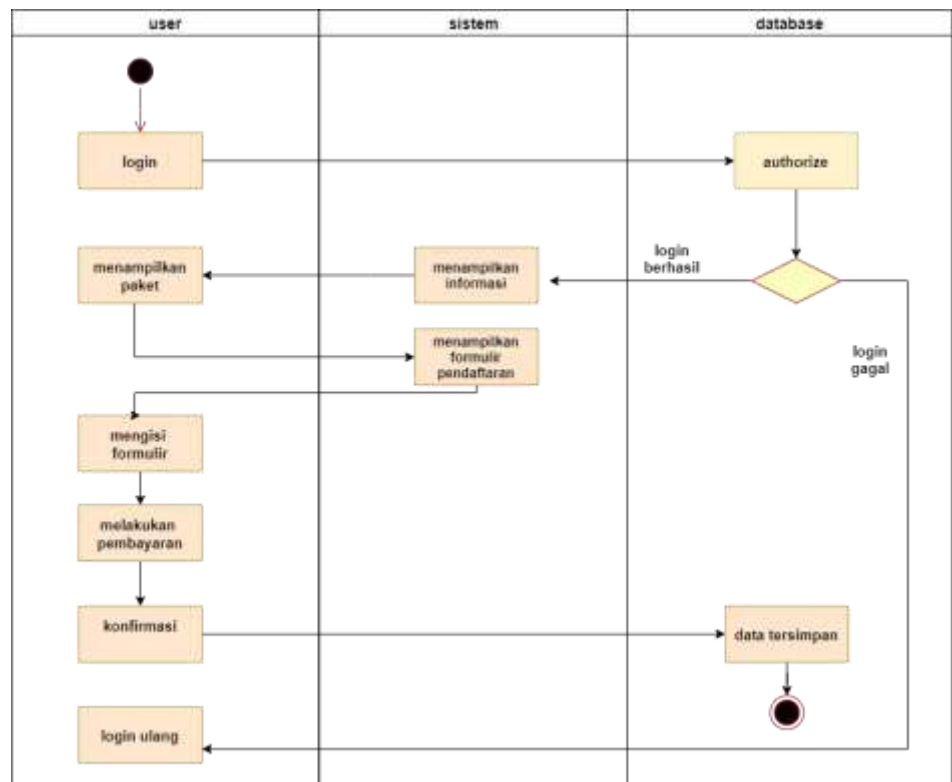 user
sistem
database
login
authorize
login
berhasil
menampilkan
paket
menampilkan
informasi
menampilkan
formulir
pendaftaran
login
gagal
mengisi
formulir
melakukan
pembayaran
konfirmasi
data tersimpan
login ulang